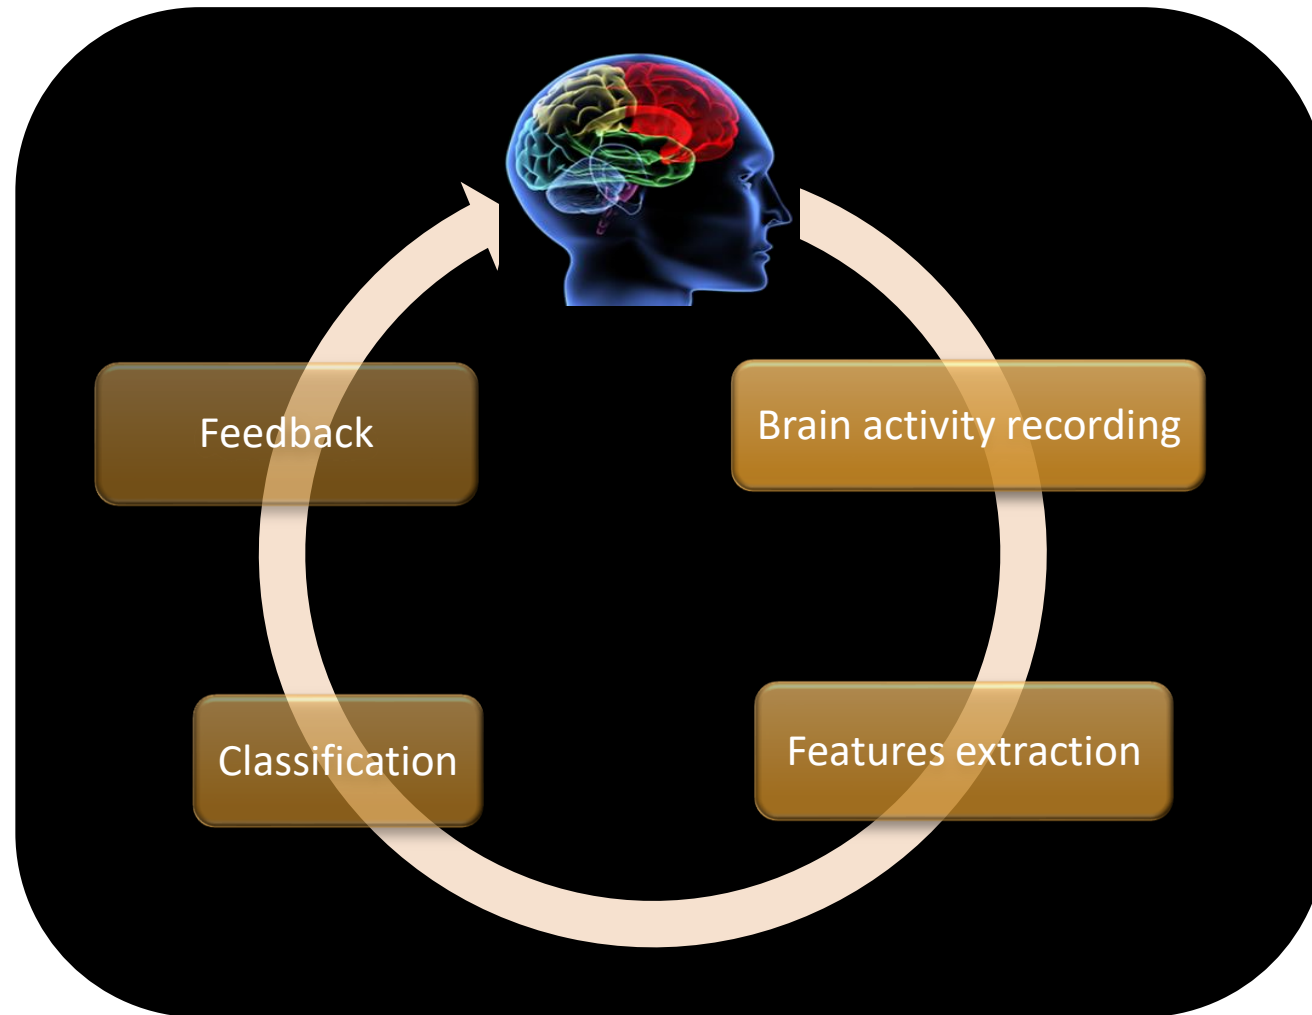 Feedback
Brain activity recording
Classification
Features extraction